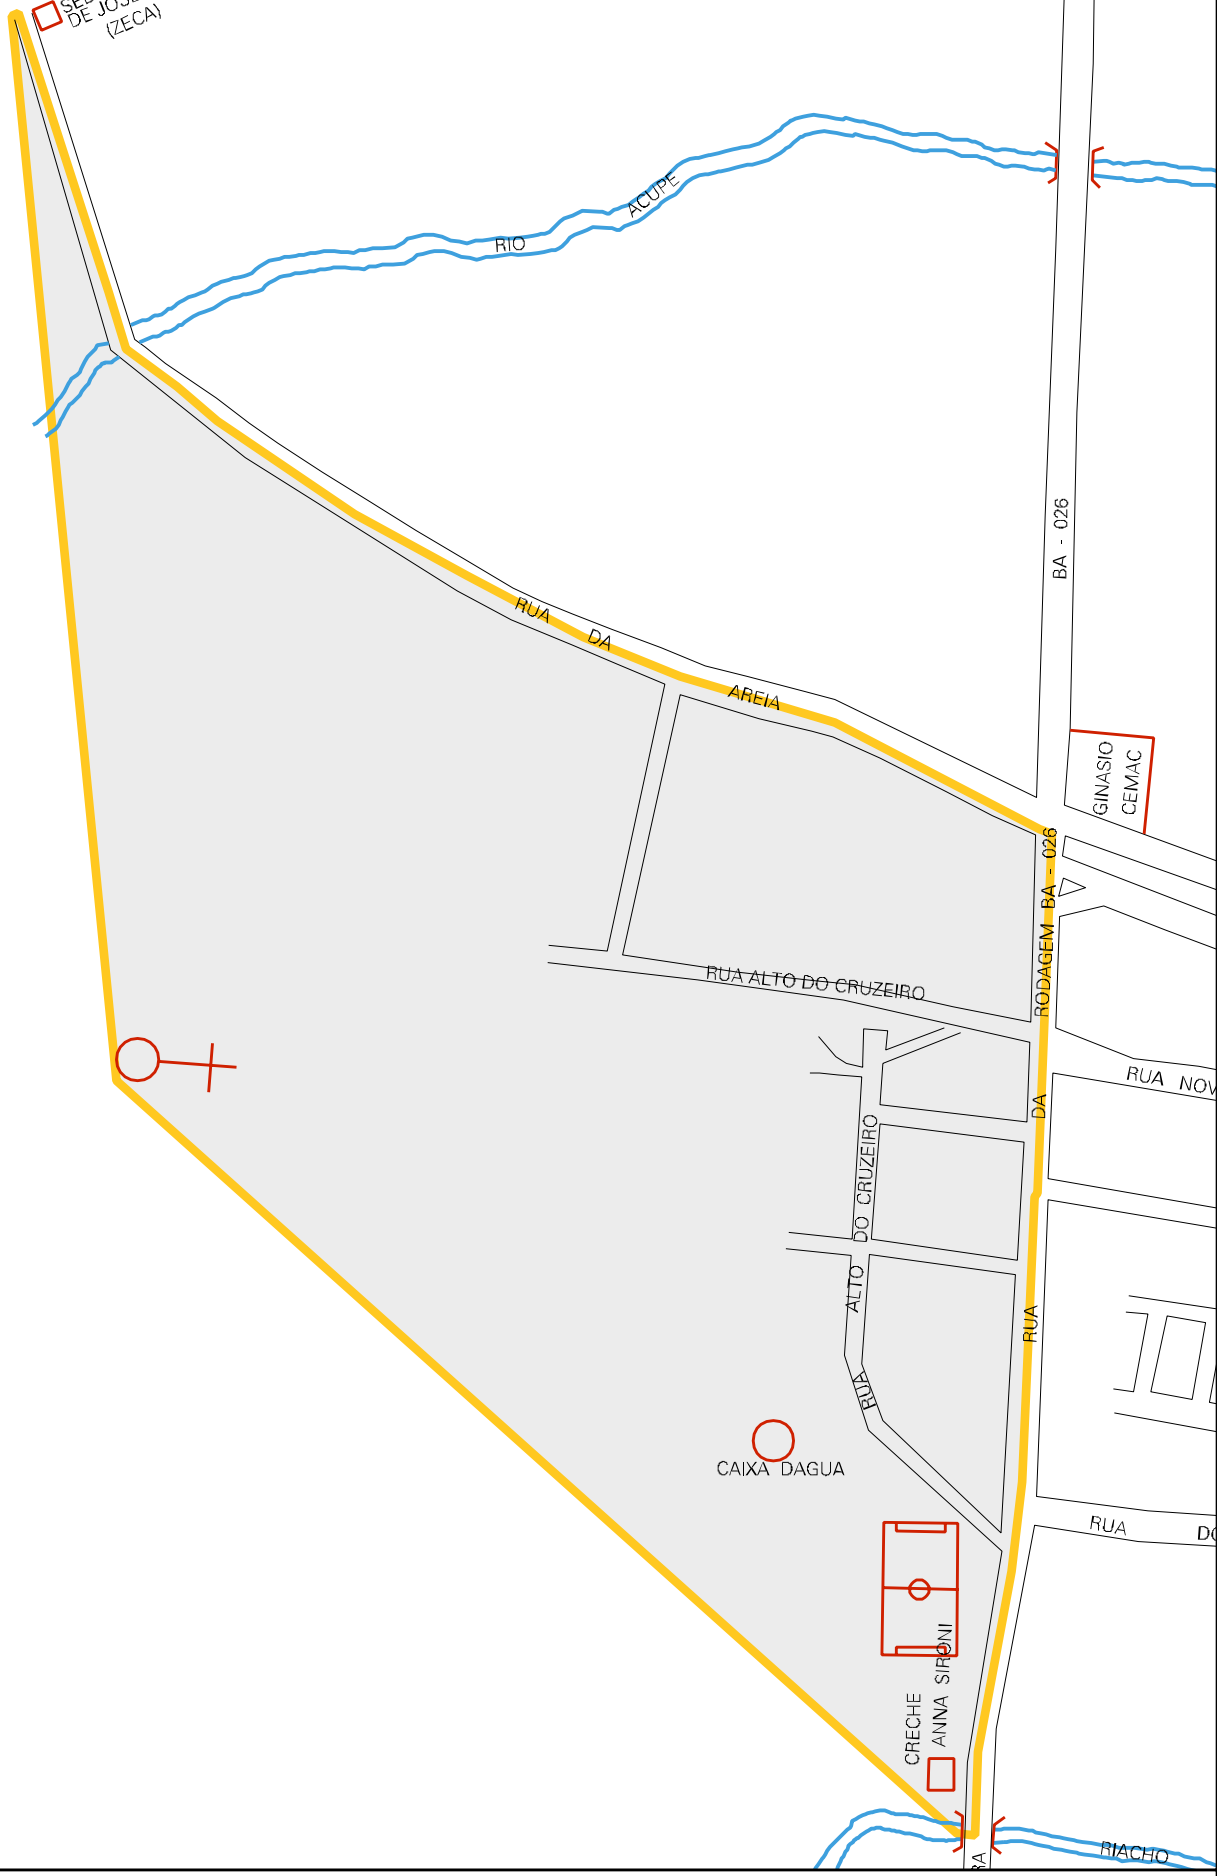 (ZECA)
RIO ACUPE
BA - 026
RUA DA AREIA
GINASIO
CEMAC
RUA ALTO DO CRUZEIRO
RUA DA RODAGEM BA - 026
RUA
RUA ALTO DO CRUZEIRO
CAIXA DAGUA
RUA
CRECHE
ANNA SIRONI
RIACHO